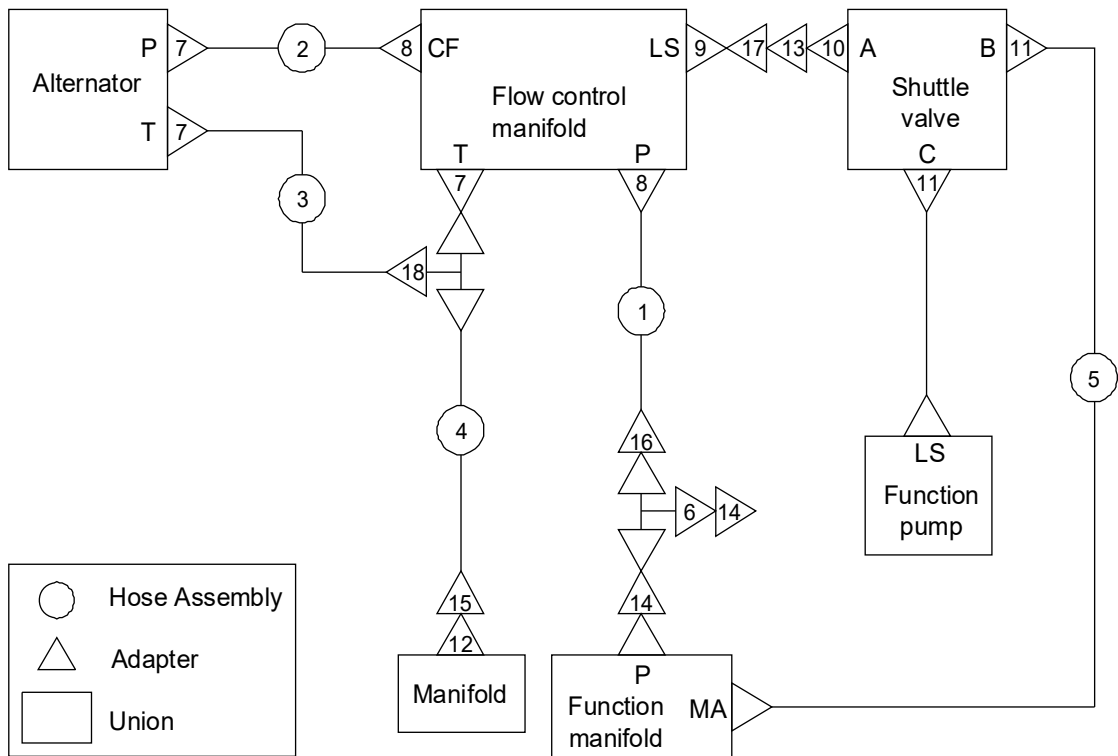 P 7 2 8 CF LS 9 17 13 10 A B 11
Alternator
Flow control
manifold
Shuttle
valve
T 7
T P C
7 8 11
3
18
1
5
4
16
LS
Function
pump
6 14
15 14
12
Manifold
P
Function
manifold
MA
Hose Assembly
Adapter
Union